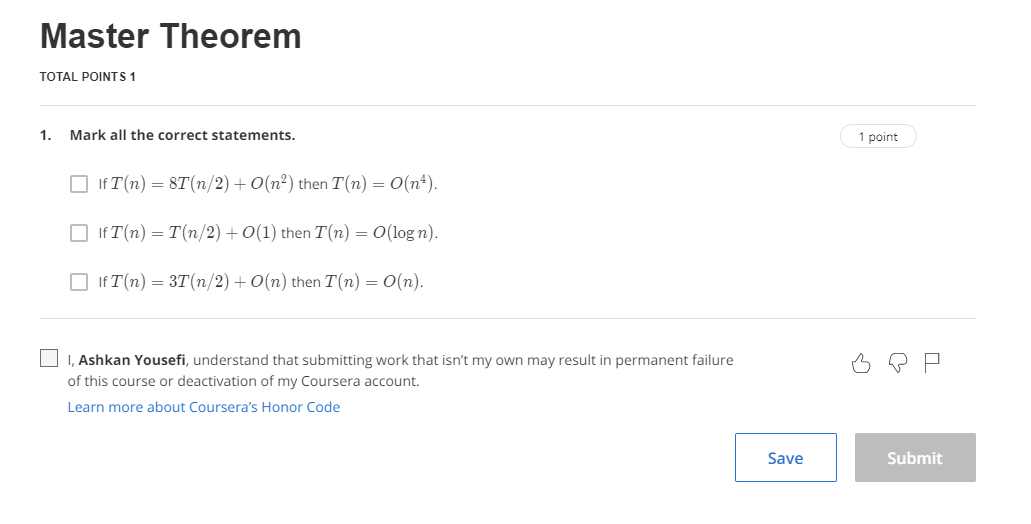 Master Theorem
TOTAL POINTS 1
1. Mark all the correct statements.
1 point
If T(n) = 8T(n/2) + O(n²) then T(n) = O(n⁴).
If T(n) = T(n/2) + O(1) then T(n) = O(log n).
If T(n) = 3T(n/2) + O(n) then T(n) = O(n).
I, Ashkan Yousefi, understand that submitting work that isn't my own may result in permanent failure
of this course or deactivation of my Coursera account.
Learn more about Coursera's Honor Code
Save
Submit